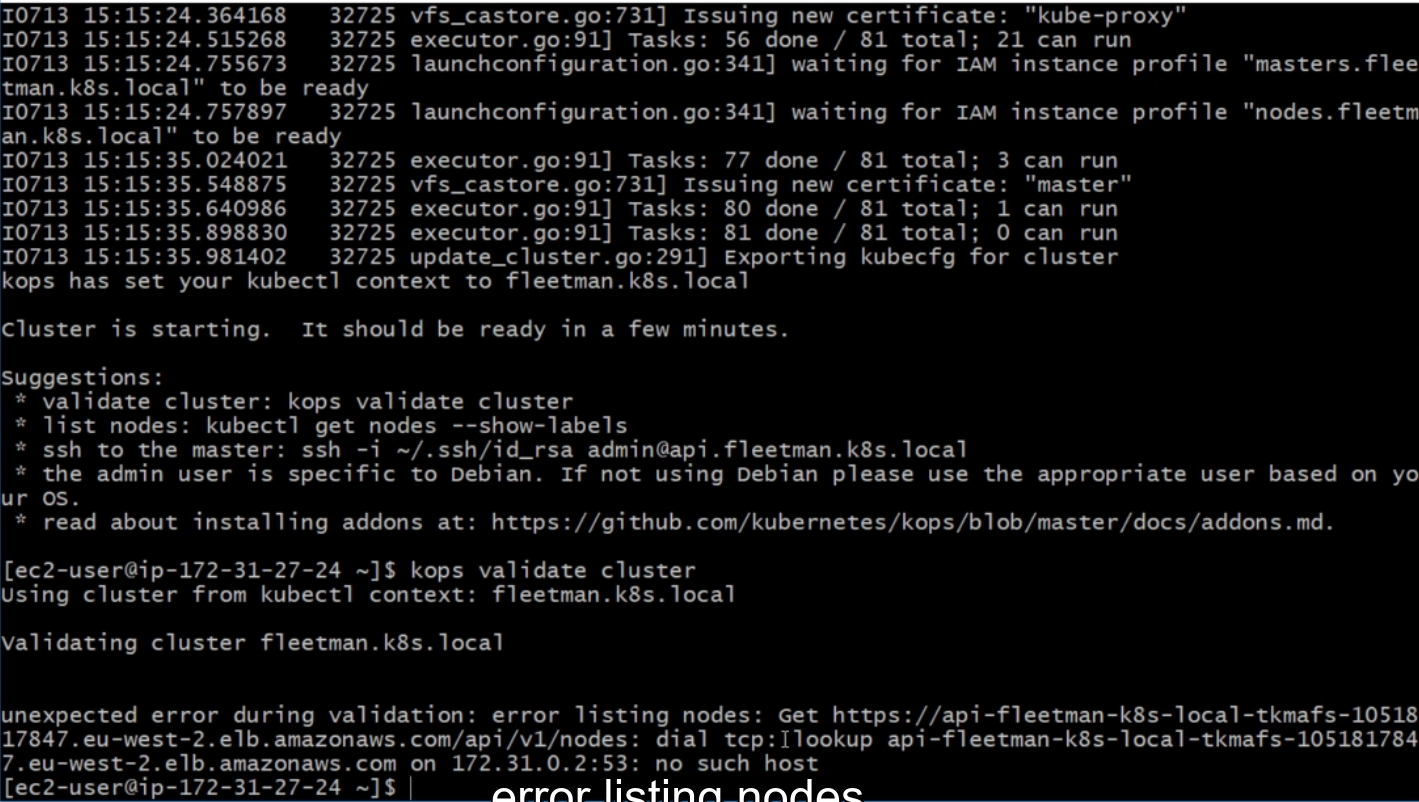 I0713 15:15:24.364168   32725 vfs_castore.go:731] Issuing new certificate: "kube-proxy"
I0713 15:15:24.515268   32725 executor.go:91] Tasks: 56 done / 81 total; 21 can run
I0713 15:15:24.755673   32725 launchconfiguration.go:341] waiting for IAM instance profile "masters.flee
tman.k8s.local" to be ready
I0713 15:15:24.757897   32725 launchconfiguration.go:341] waiting for IAM instance profile "nodes.fleetm
an.k8s.local" to be ready
I0713 15:15:35.024021   32725 executor.go:91] Tasks: 77 done / 81 total; 3 can run
I0713 15:15:35.548875   32725 vfs_castore.go:731] Issuing new certificate: "master"
I0713 15:15:35.640986   32725 executor.go:91] Tasks: 80 done / 81 total; 1 can run
I0713 15:15:35.898830   32725 executor.go:91] Tasks: 81 done / 81 total; 0 can run
I0713 15:15:35.981402   32725 update_cluster.go:291] Exporting kubecfg for cluster
kops has set your kubectl context to fleetman.k8s.local
Cluster is starting.  It should be ready in a few minutes.
Suggestions:
* validate cluster: kops validate cluster
* list nodes: kubectl get nodes --show-labels
* ssh to the master: ssh -i ~/.ssh/id_rsa admin@api.fleetman.k8s.local
* the admin user is specific to Debian. If not using Debian please use the appropriate user based on yo
ur OS.
* read about installing addons at: https://github.com/kubernetes/kops/blob/master/docs/addons.md.
[ec2-user@ip-172-31-27-24 ~]$ kops validate cluster
Using cluster from kubectl context: fleetman.k8s.local
Validating cluster fleetman.k8s.local
unexpected error during validation: error listing nodes: Get https://api-fleetman-k8s-local-tkmafs-10518
17847.eu-west-2.elb.amazonaws.com/api/v1/nodes: dial tcp: lookup api-fleetman-k8s-local-tkmafs-105181784
7.eu-west-2.elb.amazonaws.com on 172.31.0.2:53: no such host
[ec2-user@ip-172-31-27-24 ~]$
error listing nodes